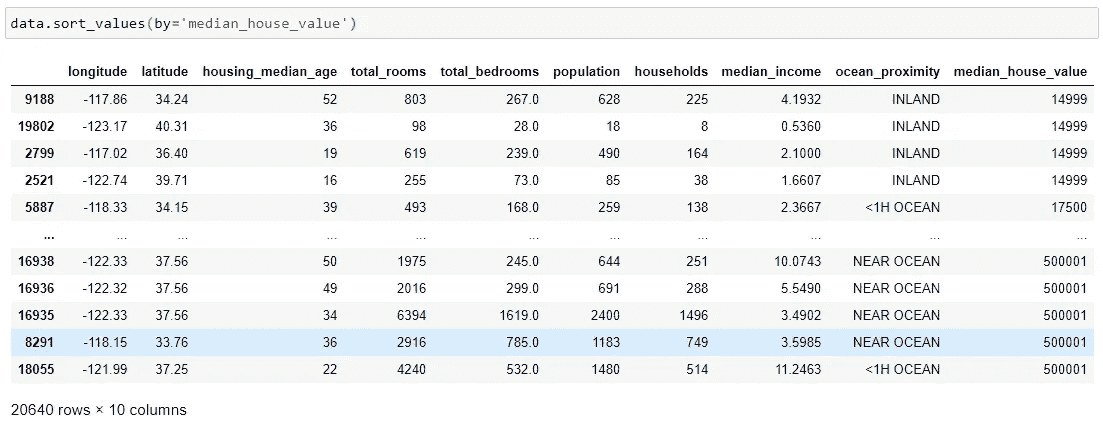 data.sort_values(by='median_house_value')
longitude latitude housing_median_age total_rooms total_bedrooms population households median_income ocean_proximity median_house_value
9188 -117.86 34.24 52 803 267.0 628 225 4.1932 INLAND 14999
19802 -123.17 40.31 36 98 28.0 18 8 0.5360 INLAND 14999
2799 -117.02 36.40 19 619 239.0 490 164 2.1000 INLAND 14999
2521 -122.74 39.71 16 255 73.0 85 38 1.6607 INLAND 14999
5887 -118.33 34.15 39 493 168.0 259 138 2.3667 <1H OCEAN 17500
... ... ... ... ... ... ... ... ... ... ...
16938 -122.33 37.56 50 1975 245.0 644 251 10.0743 NEAR OCEAN 500001
16936 -122.32 37.56 49 2016 299.0 691 288 5.5490 NEAR OCEAN 500001
16935 -122.33 37.56 34 6394 1619.0 2400 1496 3.4902 NEAR OCEAN 500001
8291 -118.15 33.76 36 2916 785.0 1183 749 3.5985 NEAR OCEAN 500001
18055 -121.99 37.25 22 4240 532.0 1480 514 11.2463 <1H OCEAN 500001
20640 rows × 10 columns